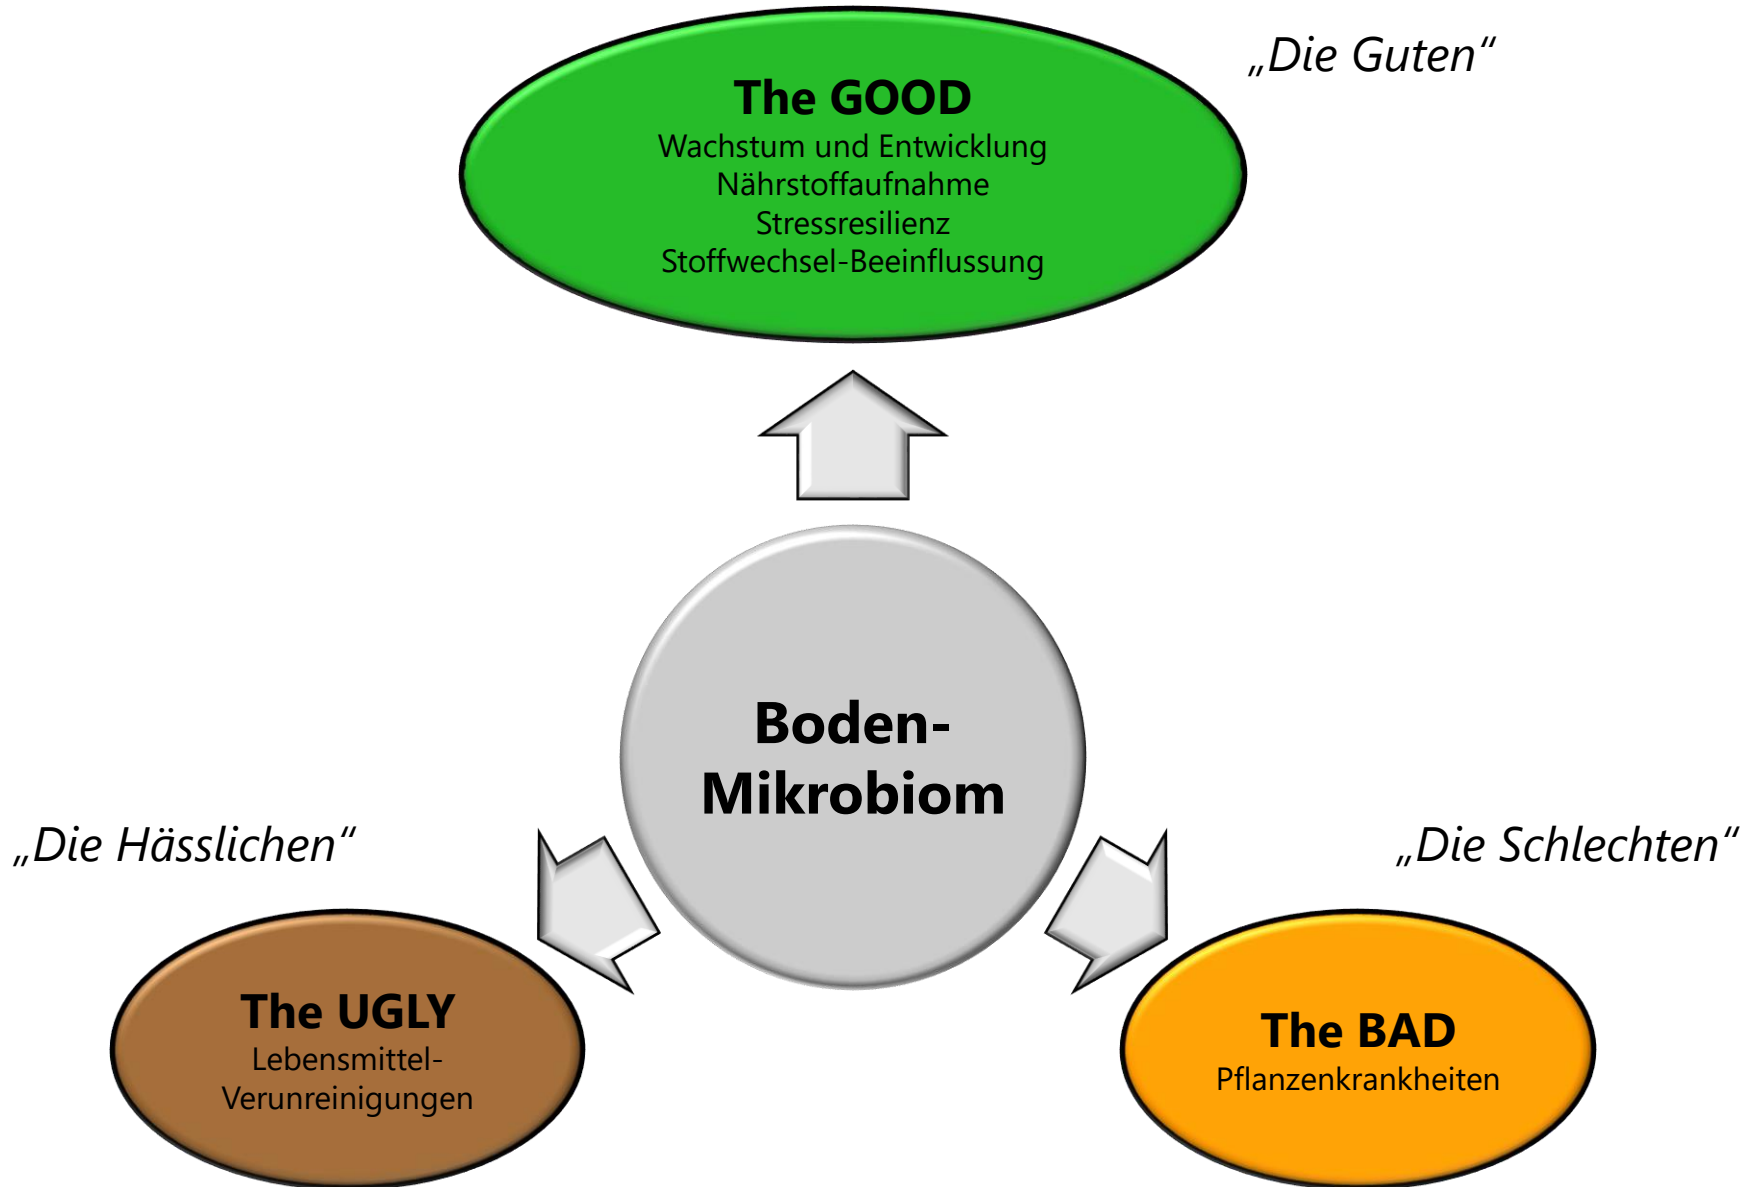 „Die Guten“
The GOOD
Wachstum und Entwicklung
Nährstoffaufnahme
Stressresilienz
Stoffwechsel-Beeinflussung
Boden-
Mikrobiom
„Die Hässlichen“
„Die Schlechten“
The UGLY
Lebensmittel-
Verunreinigungen
The BAD
Pflanzenkrankheiten